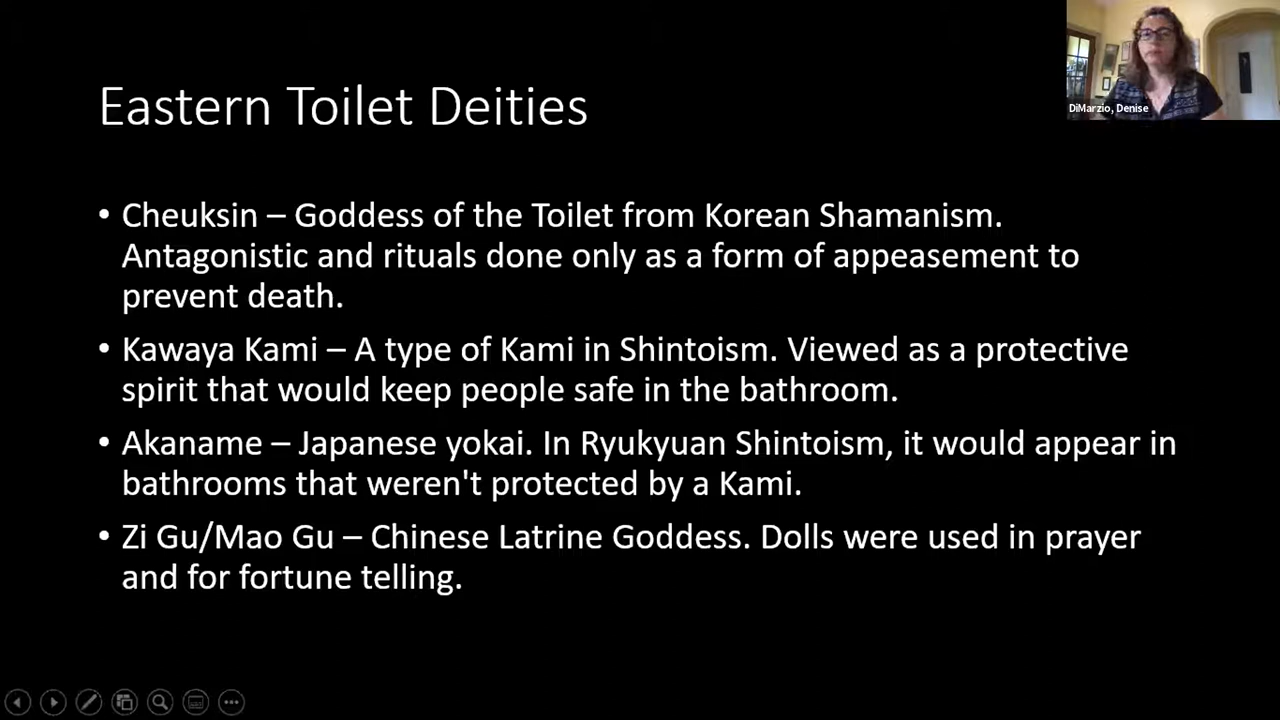 Eastern Toilet Deities
DiMarzio, Denise
• Cheuksin – Goddess of the Toilet from Korean Shamanism.
Antagonistic and rituals done only as a form of appeasement to
prevent death.
• Kawaya Kami – A type of Kami in Shintoism. Viewed as a protective
spirit that would keep people safe in the bathroom.
• Akaname – Japanese yokai. In Ryukyuan Shintoism, it would appear in
bathrooms that weren't protected by a Kami.
• Zi Gu/Mao Gu – Chinese Latrine Goddess. Dolls were used in prayer
and for fortune telling.